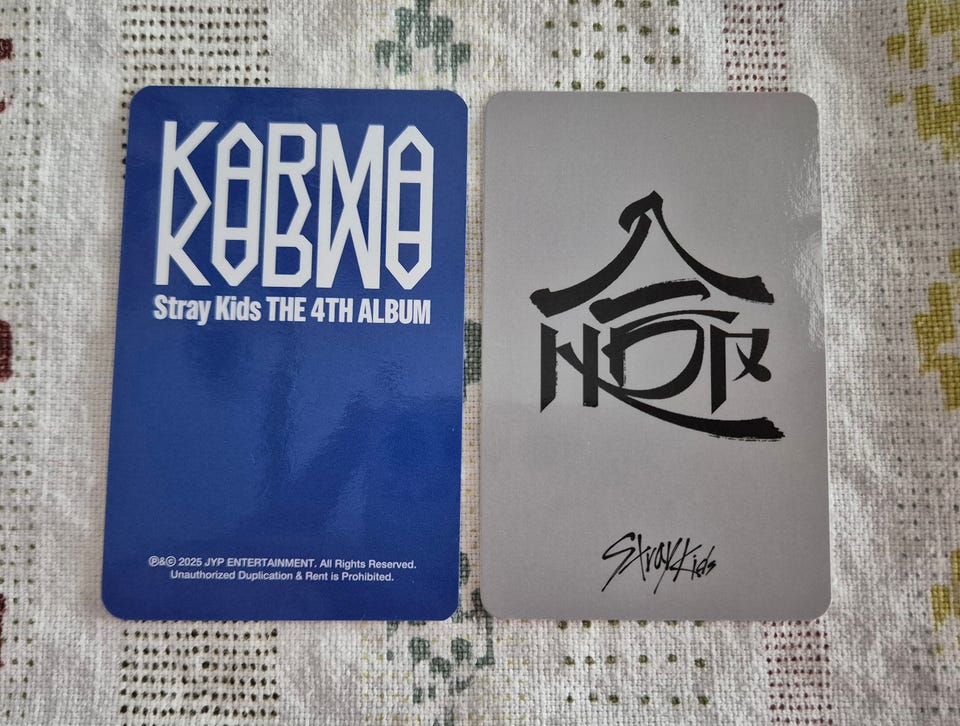 KARMA
Stray Kids THE 4TH ALBUM
℗&© 2025 JYP ENTERTAINMENT. All Rights Reserved.
Unauthorized Duplication & Rent is Prohibited.
Stray Kids